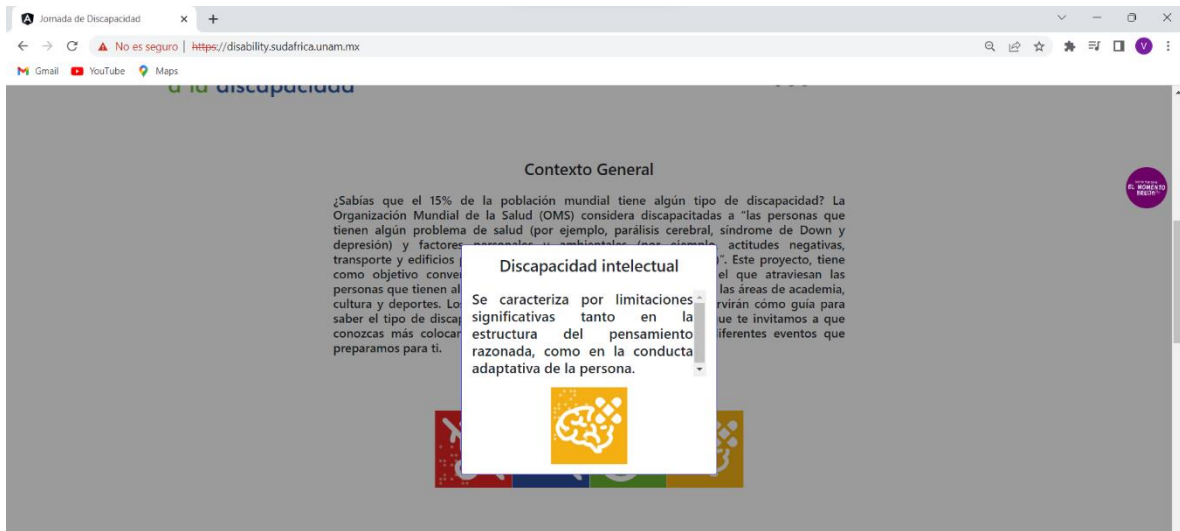 Jornada de Discapacidad
No es seguro | https://disability.sudafrica.unam.mx
V
Gmail YouTube Maps
a la discapacidad
Contexto General
¿Sabías que el 15% de la población mundial tiene algún tipo de discapacidad? La
Organización Mundial de la Salud (OMS) considera discapacitadas a "las personas que
tienen algún problema de salud (por ejemplo, parálisis cerebral, síndrome de Down y
depresión) y factores personales y ambientales (por ejemplo, actitudes negativas,
transporte y edificios )". Este proyecto, tiene
como objetivo el que atraviesan las
personas que tienen las áreas de academia,
cultura y deportes. cómo guía para
saber el tipo de que te invitamos a que
conozcas más diferentes eventos que
preparamos para ti.
EL MOMENTO
Discapacidad intelectual
Se caracteriza por limitaciones
significativas tanto en la
estructura del pensamiento
razonada, como en la conducta
adaptativa de la persona.